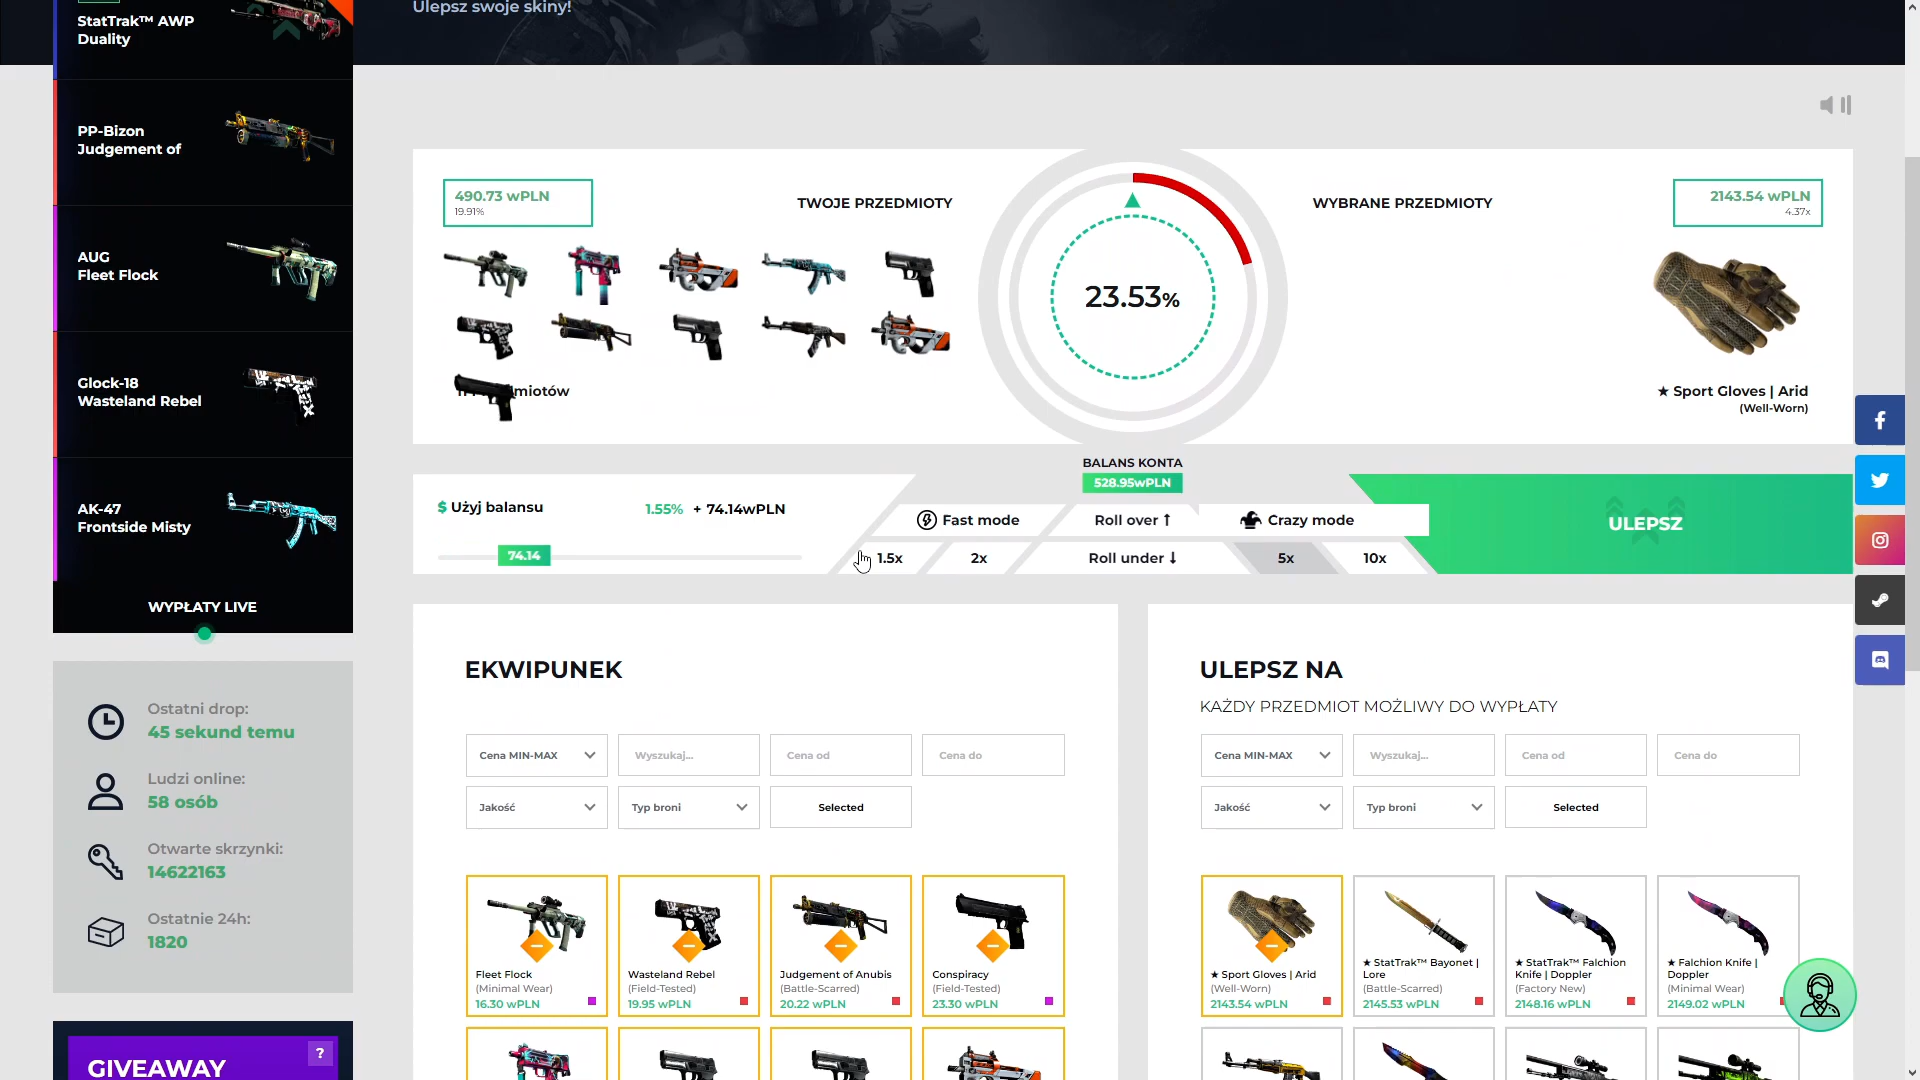 Ulepsz swoje skiny!
StatTrak™ AWP
Duality
PP-Bizon
Judgement of
AUG
Fleet Flock
Glock-18
Wasteland Rebel
AK-47
Frontside Misty
WYPŁATY LIVE
Ostatni drop:
45 sekund temu
Ludzi online:
58 osób
Otwarte skrzynki:
14622163
Ostatnie 24h:
1820
GIVEAWAY
?
490.73 wPLN
19.91%
TWOJE PRZEDMIOTY
miotów
23.53%
WYBRANE PRZEDMIOTY
2143.54 wPLN
4.37x
★ Sport Gloves | Arid
(Well-Worn)
BALANS KONTA
528.95wPLN
$ Użyj balansu
1.55% + 74.14wPLN
74.14
Fast mode
Roll over ↑
Crazy mode
1.5x
2x
Roll under ↓
5x
10x
ULEPSZ
EKWIPUNEK
Cena MIN-MAX
Wyszukaj...
Cena od
Cena do
Jakość
Typ broni
Selected
Fleet Flock
(Minimal Wear)
16.30 wPLN
Wasteland Rebel
(Field-Tested)
19.95 wPLN
Judgement of Anubis
(Battle-Scarred)
20.22 wPLN
Conspiracy
(Field-Tested)
23.30 wPLN
ULEPSZ NA
KAŻDY PRZEDMIOT MOŻLIWY DO WYPŁATY
Cena MIN-MAX
Wyszukaj...
Cena od
Cena do
Jakość
Typ broni
Selected
★ Sport Gloves | Arid
(Well-Worn)
2143.54 wPLN
★ StatTrak™ Bayonet |
Lore
(Battle-Scarred)
2145.53 wPLN
★ StatTrak™ Falchion
Knife | Doppler
(Factory New)
2148.16 wPLN
★ Falchion Knife |
Doppler
(Minimal Wear)
2149.02 wPLN